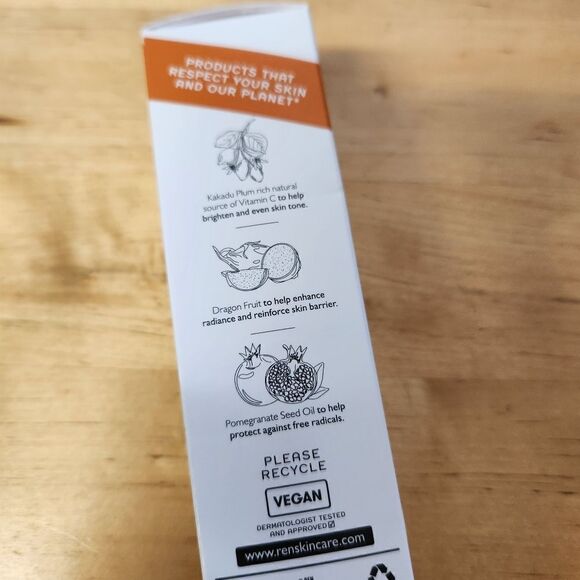 PRODUCTS THAT
RESPECT YOUR SKIN
AND OUR PLANET*
Kakadu Plum rich natural
source of Vitamin C to help
brighten and even skin tone.
Dragon Fruit to help enhance
radiance and reinforce skin barrier.
Pomegranate Seed Oil to help
protect against free radicals.
PLEASE
RECYCLE
VEGAN
DERMATOLOGIST TESTED
AND APPROVED
www.renskincare.com